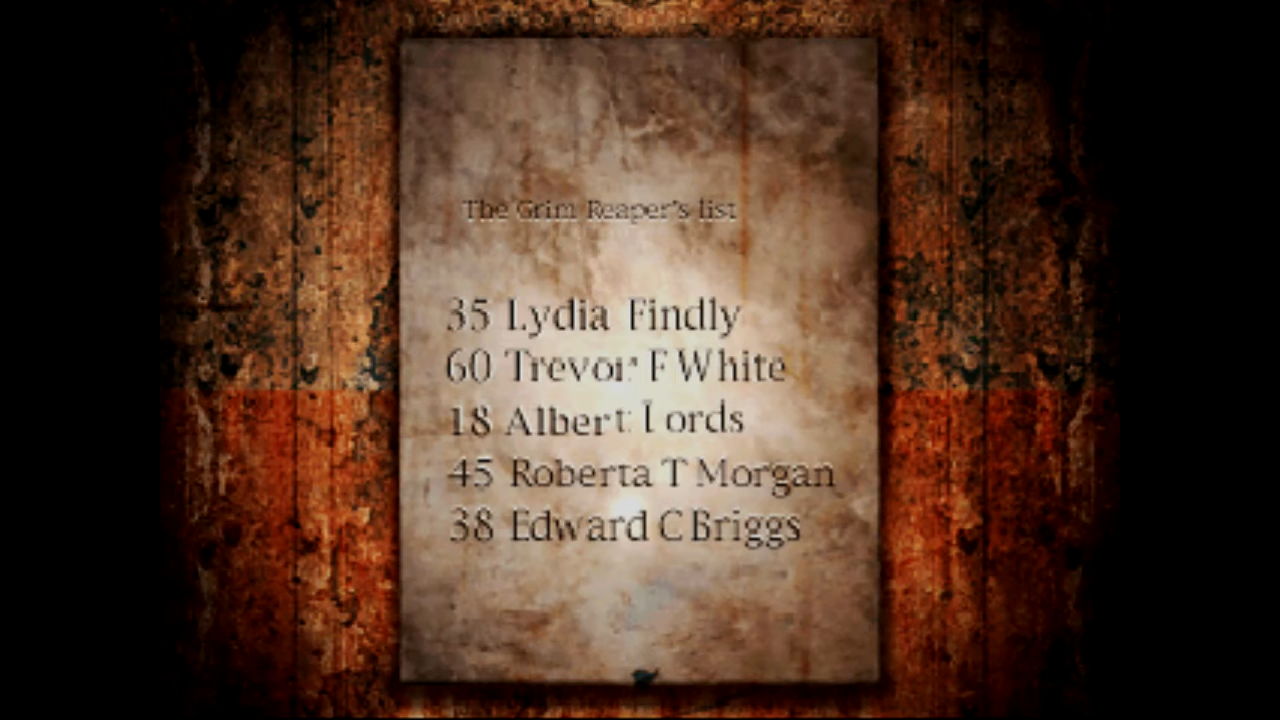 The Grim Reaper's list
35 Lydia Findly
60 Trevor F White
18 Albert Lords
45 Roberta T Morgan
38 Edward C Briggs